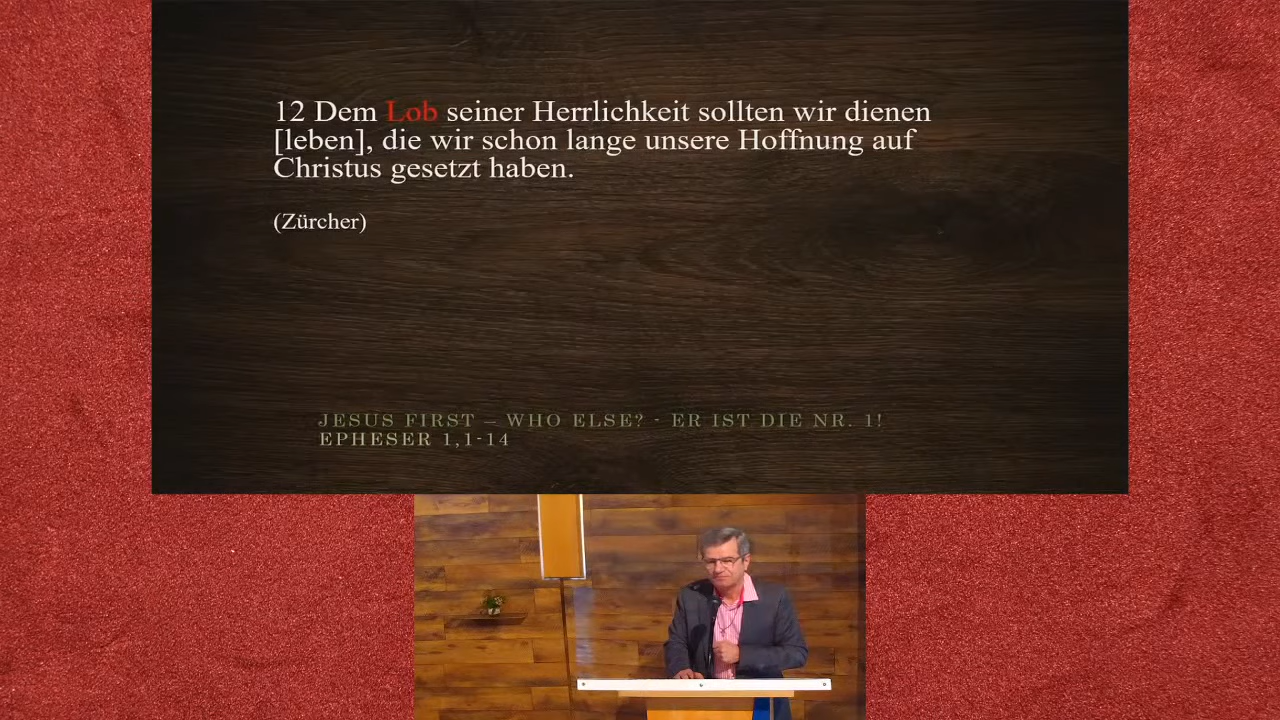 12 Dem Lob seiner Herrlichkeit sollten wir dienen
[leben], die wir schon lange unsere Hoffnung auf
Christus gesetzt haben.
(Zürcher)
JESUS FIRST – WHO ELSE? - ER IST DIE NR. 1!
EPHESER 1,1-14